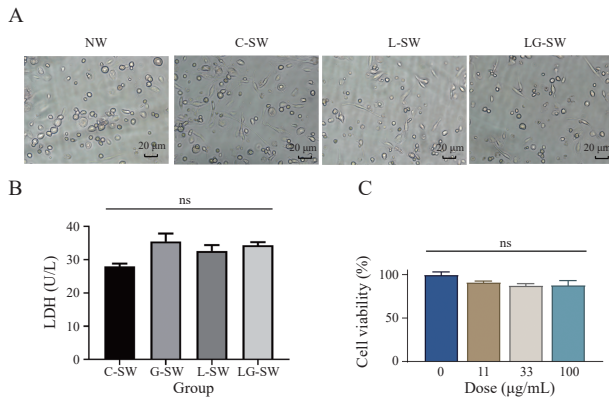 A
NW
C-SW
L-SW
LG-SW
20 μm
20 μm
20 μm
20 μm
B
ns
LDH (U/L)
40
30
20
10
0
C-SW
G-SW
L-SW
LG-SW
Group
C
ns
Cell viability (%)
100
50
0
0
11
33
100
Dose (μg/mL)